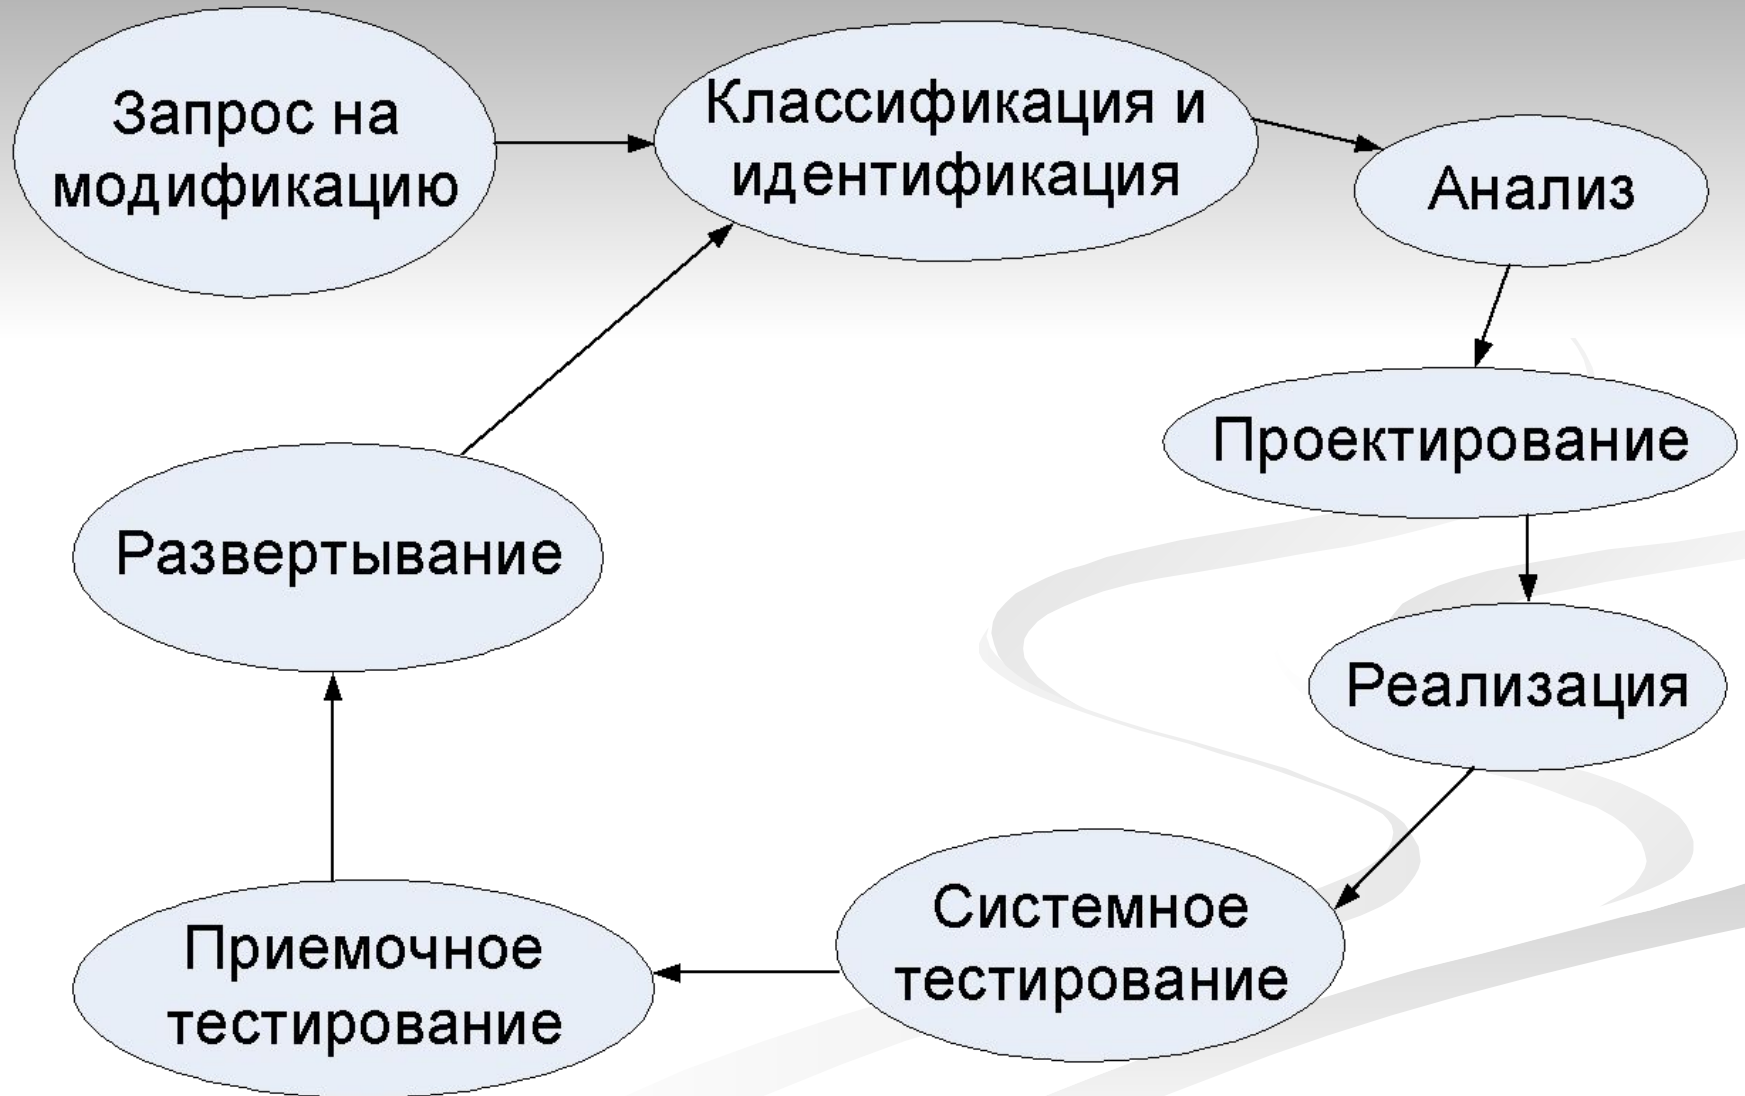 Запрос на
модификацию
Классификация и
идентификация
Анализ
Проектирование
Реализация
Системное
тестирование
Приемочное
тестирование
Развертывание